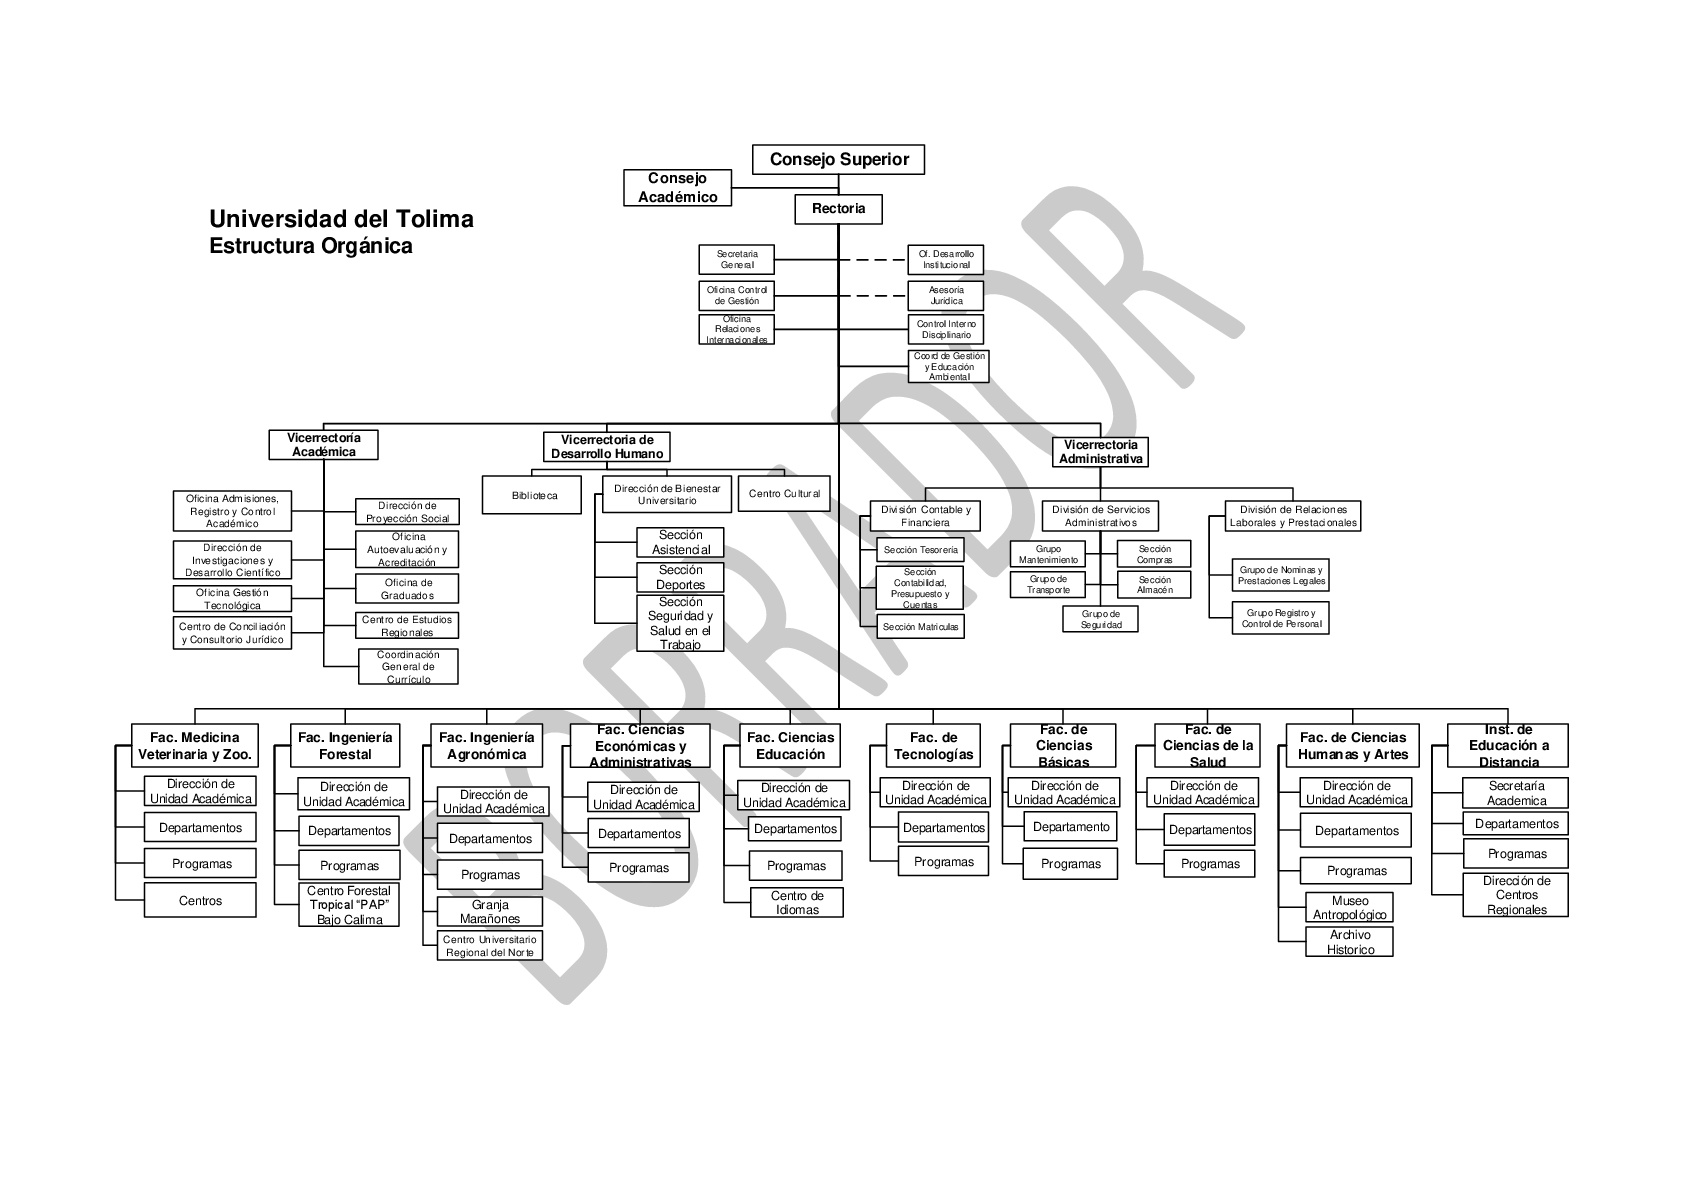 Consejo Superior
Consejo
Académico
Rectoria
Universidad del Tolima
Estructura Orgánica
Secretaria
General
Of. Desarrollo
Institucional
Oficina Control
de Gestión
Asesoría
Jurídica
Oficina
Relaciones
Internacionales
Control Interno
Disciplinario
Coord de Gestión
y Educación
Ambiental
Vicerrectoría
Académica
Vicerrectoria de
Desarrollo Humano
Vicerrectoria
Administrativa
Oficina Admisiones,
Registro y Control
Académico
Dirección de
Proyección Social
Dirección de
Investigaciones y
Desarrollo Científico
Oficina
Autoevaluación y
Acreditación
Oficina Gestión
Tecnológica
Oficina de
Graduados
Centro de Conciliación
y Consultorio Jurídico
Centro de Estudios
Regionales
Coordinación
General de
Currículo
Biblioteca
Dirección de Bienestar
Universitario
Centro Cultural
Sección
Asistencial
Sección
Deportes
Sección
Seguridad y
Salud en el
Trabajo
División Contable y
Financiera
Sección Tesorería
Sección
Contabilidad,
Presupuesto y
Cuentas
Sección Matriculas
División de Servicios
Administrativos
Grupo
Mantenimiento
Sección
Compras
Grupo de
Transporte
Sección
Almacén
Grupo de
Seguridad
División de Relaciones
Laborales y Prestacionales
Grupo de Nominas y
Prestaciones Legales
Grupo Registro y
Control de Personal
Fac. Medicina
Veterinaria y Zoo.
Dirección de
Unidad Académica
Departamentos
Programas
Centros
Fac. Ingeniería
Forestal
Dirección de
Unidad Académica
Departamentos
Programas
Centro Forestal
Tropical “PAP”
Bajo Calima
Fac. Ingeniería
Agronómica
Dirección de
Unidad Académica
Departamentos
Programas
Granja
Marañones
Centro Universitario
Regional del Norte
Fac. Ciencias
Económicas y
Administrativas
Dirección de
Unidad Académica
Departamentos
Programas
Fac. Ciencias
Educación
Dirección de
Unidad Académica
Departamentos
Programas
Centro de
Idiomas
Fac. de
Tecnologías
Dirección de
Unidad Académica
Departamentos
Programas
Fac. de
Ciencias
Básicas
Dirección de
Unidad Académica
Departamento
Programas
Fac. de
Ciencias de la
Salud
Dirección de
Unidad Académica
Departamentos
Programas
Fac. de Ciencias
Humanas y Artes
Dirección de
Unidad Académica
Departamentos
Programas
Museo
Antropológico
Archivo
Historico
Inst. de
Educación a
Distancia
Secretaría
Academica
Departamentos
Programas
Dirección de
Centros
Regionales
BORRADOR